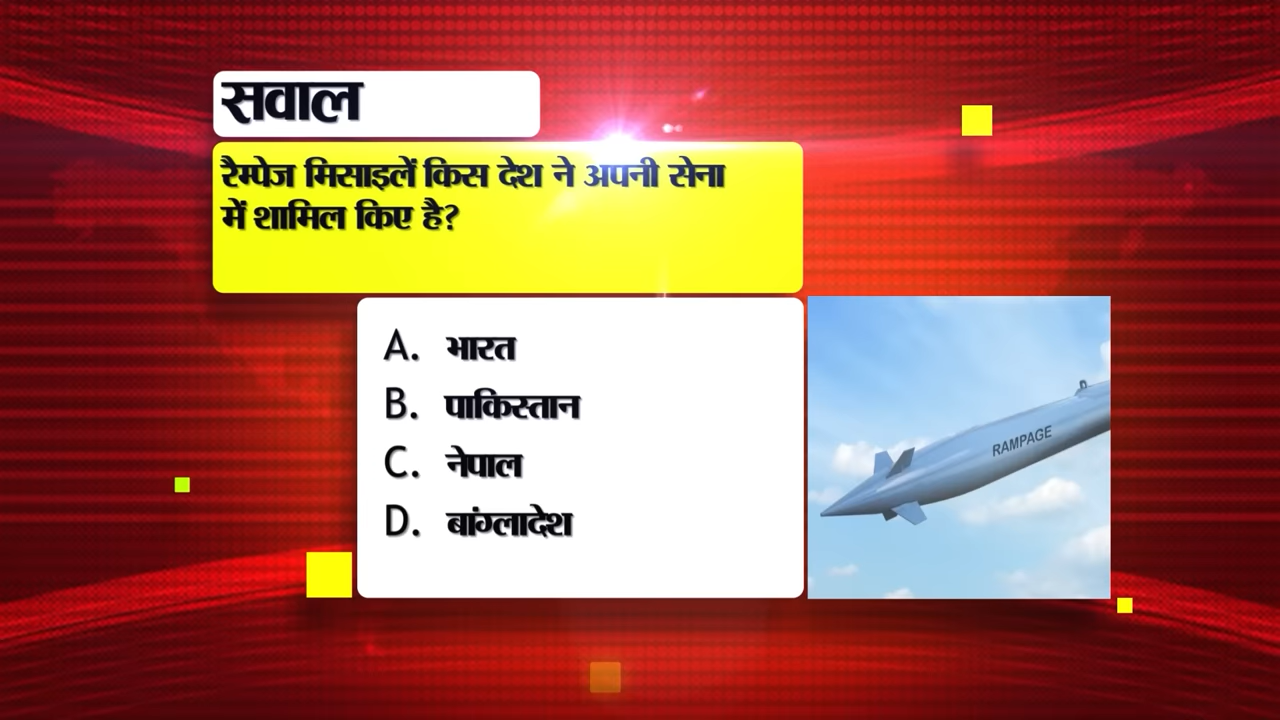 सवाल
रैम्पेज मिसाइलें किस देश ने अपनी सेना
में शामिल किए है?
A. भारत
B. पाकिस्तान
C. नेपाल
D. बांग्लादेश
RAMPAGE